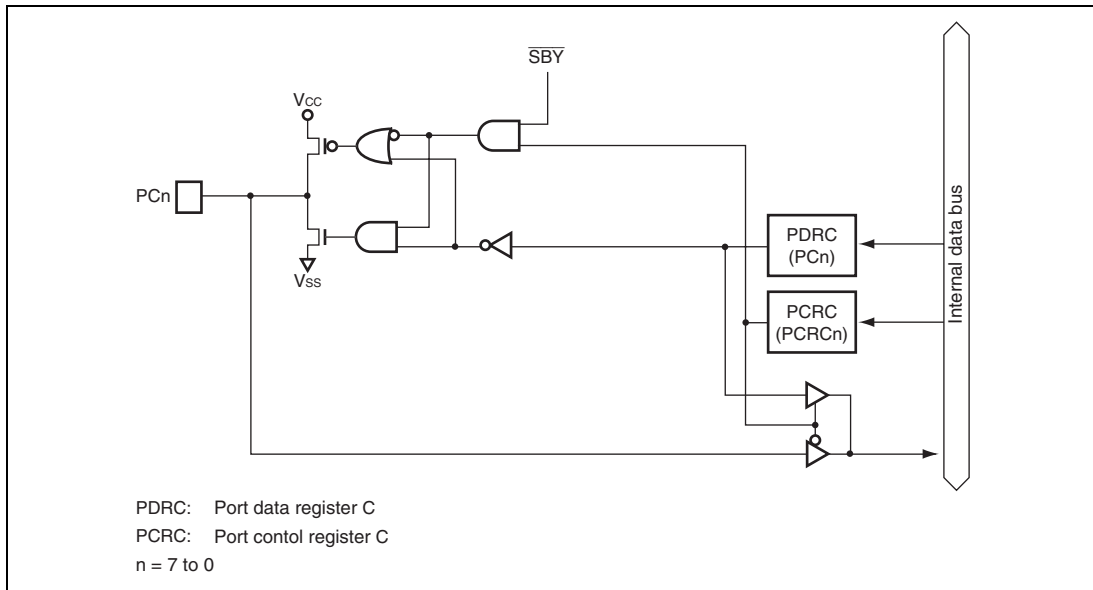 SBY
VCC
PCn
VSS
PDRC
(PCn)
PCRC
(PCRCn)
Internal data bus
PDRC: Port data register C
PCRC: Port contol register C
n = 7 to 0